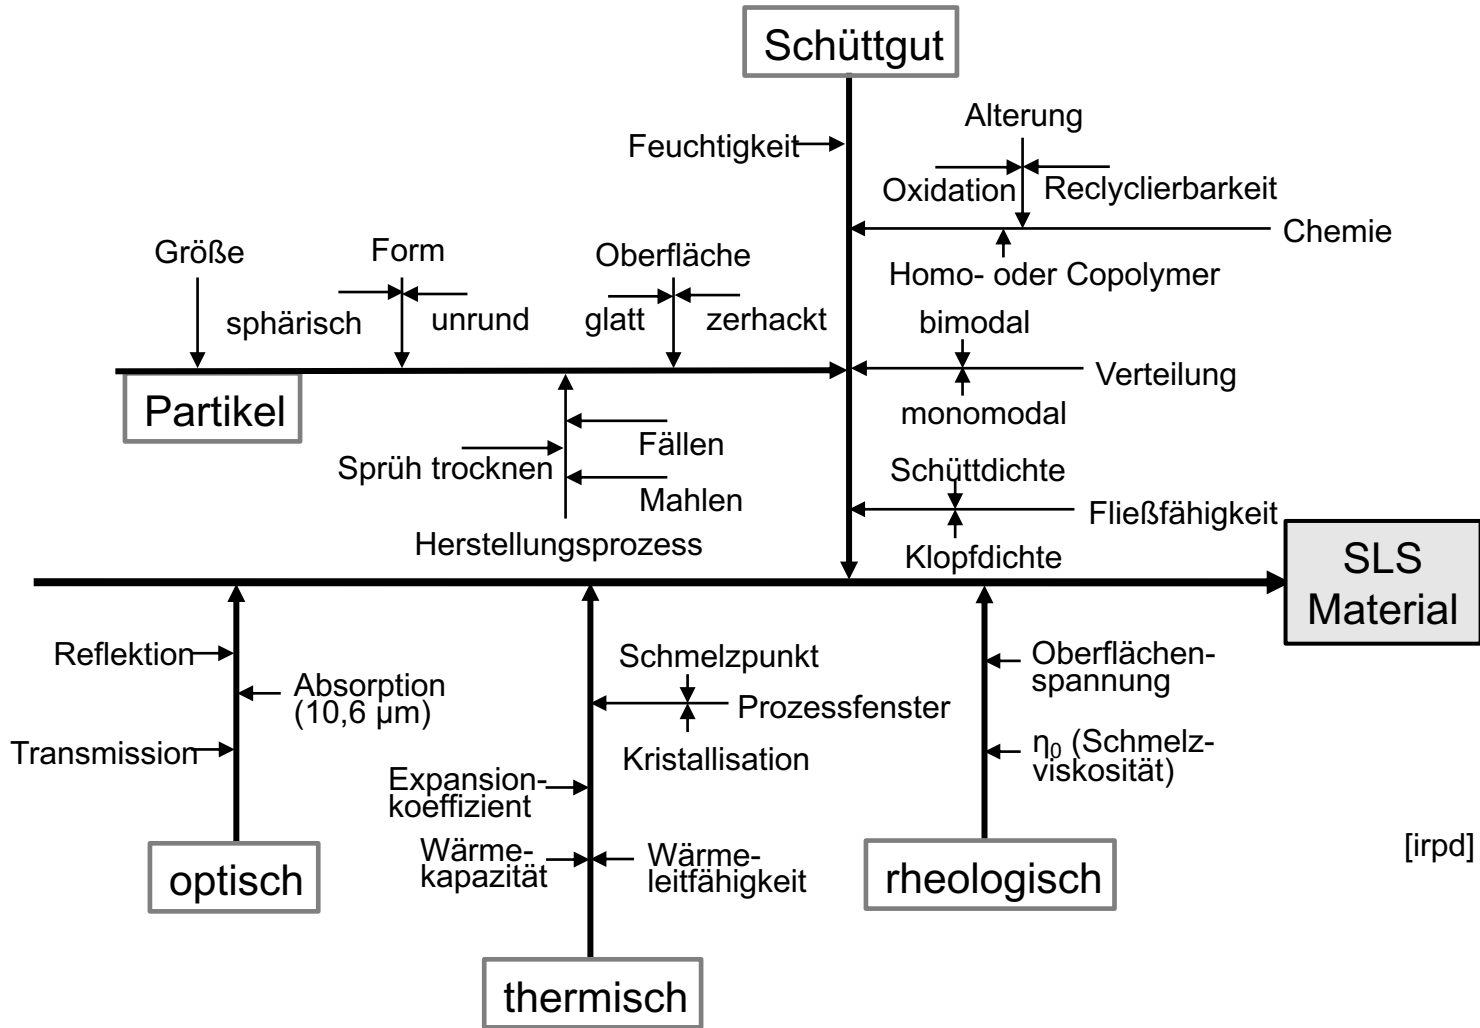 Schüttgut
Alterung
Feuchtigkeit
Oxidation
Reclyclierbarkeit
Chemie
Homo- oder Copolymer
Größe
Form
Oberfläche
sphärisch
unrund
glatt
zerhackt
bimodal
Verteilung
monomodal
Partikel
Fällen
Sprüh trocknen
Mahlen
Herstellungsprozess
Schüttdichte
Fließfähigkeit
Klopfdichte
SLS
Material
Reflektion
Absorption
(10,6 µm)
Transmission
optisch
Schmelzpunkt
Prozessfenster
Kristallisation
Expansion-
koeffizient
Wärme-
kapazität
Wärme-
leitfähigkeit
thermisch
Oberflächen-
spannung
η₀ (Schmelz-
viskosität)
rheologisch
[irpd]